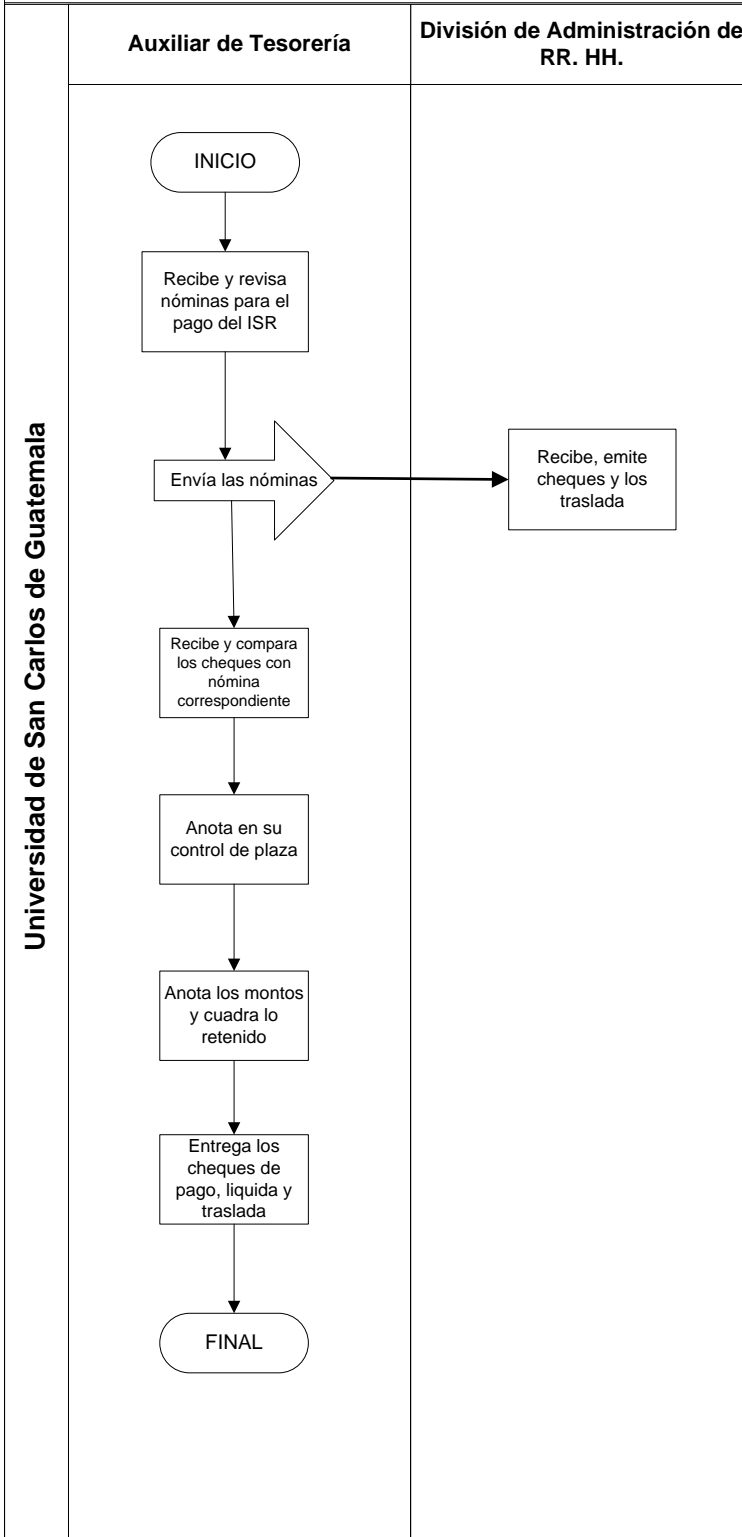 Universidad de San Carlos de Guatemala
Auxiliar de Tesorería
División de Administración de
RR. HH.
INICIO
Recibe y revisa
nóminas para el
pago del ISR
Envía las nóminas
Recibe, emite
cheques y los
traslada
Recibe y compara
los cheques con
nómina
correspondiente
Anota en su
control de plaza
Anota los montos
y cuadra lo
retenido
Entrega los
cheques de
pago, liquida y
traslada
FINAL